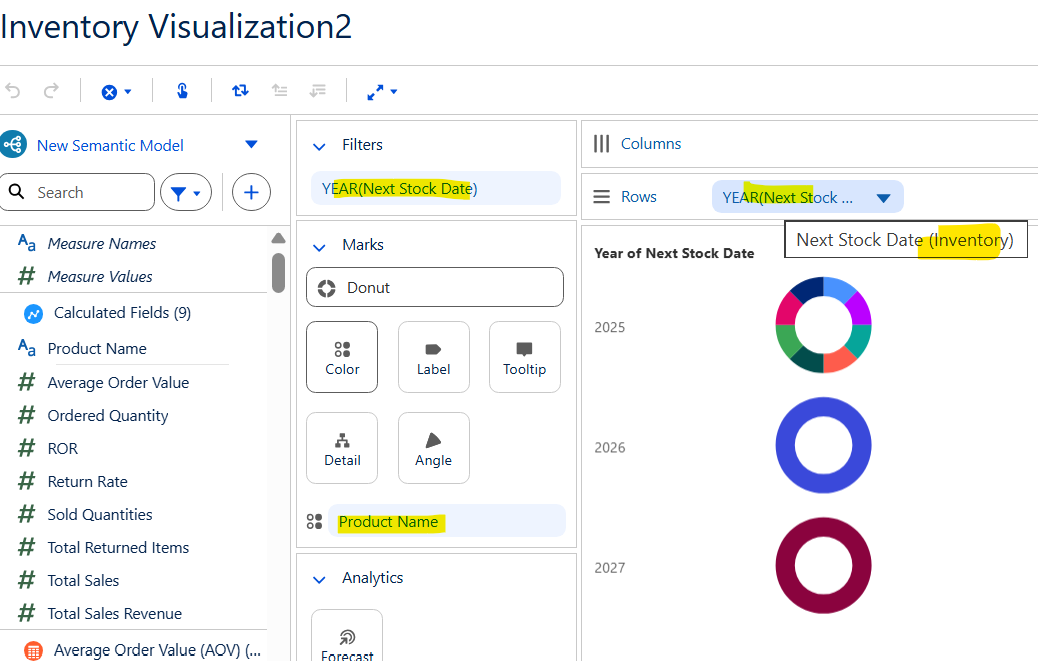 Inventory Visualization2
New Semantic Model
Search
Measure Names
Measure Values
Calculated Fields (9)
Product Name
Average Order Value
Ordered Quantity
ROR
Return Rate
Sold Quantities
Total Returned Items
Total Sales
Total Sales Revenue
Average Order Value (AOV) (...
Filters
YEAR(Next Stock Date)
Marks
Donut
Color
Label
Tooltip
Detail
Angle
Product Name
Analytics
Forecast
Columns
Rows
YEAR(Next Stock ...
Next Stock Date (Inventory)
Year of Next Stock Date
2025
2026
2027